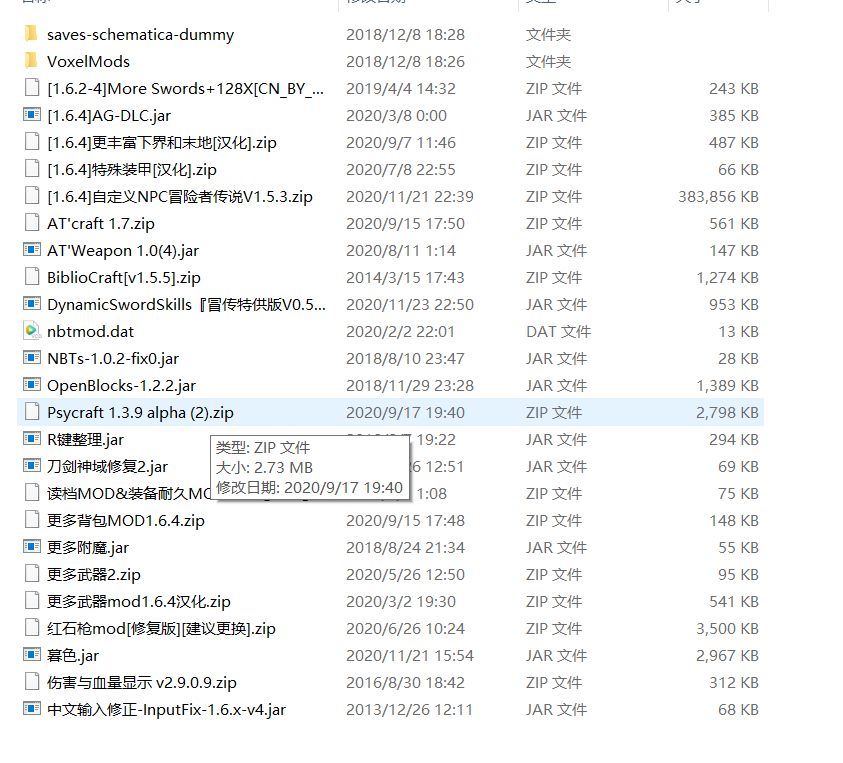 saves-schematica-dummy 2018/12/8 18:28 文件夹
VoxelMods 2018/12/8 18:26 文件夹
[1.6.2-4]More Swords+128X[CN_BY_... 2019/4/4 14:32 ZIP 文件 243 KB
[1.6.4]AG-DLC.jar 2020/3/8 0:00 JAR 文件 385 KB
[1.6.4]更丰富下界和末地[汉化].zip 2020/9/7 11:46 ZIP 文件 487 KB
[1.6.4]特殊装甲[汉化].zip 2020/7/8 22:55 ZIP 文件 66 KB
[1.6.4]自定义NPC冒险者传说V1.5.3.zip 2020/11/21 22:39 ZIP 文件 383,856 KB
AT'craft 1.7.zip 2020/9/15 17:50 ZIP 文件 561 KB
AT'Weapon 1.0(4).jar 2020/8/11 1:14 JAR 文件 147 KB
BiblioCraft[v1.5.5].zip 2014/3/15 17:43 ZIP 文件 1,274 KB
DynamicSwordSkills『冒传特供版V0.5... 2020/11/23 22:50 JAR 文件 953 KB
nbtmod.dat 2020/2/2 22:01 DAT 文件 13 KB
NBTs-1.0.2-fix0.jar 2018/8/10 23:47 JAR 文件 28 KB
OpenBlocks-1.2.2.jar 2018/11/29 23:28 JAR 文件 1,389 KB
Psycraft 1.3.9 alpha (2).zip 2020/9/17 19:40 ZIP 文件 2,798 KB
R键整理.jar 19:22 JAR 文件 294 KB
类型: ZIP 文件
刀剑神域修复2.jar 26 12:51 JAR 文件 69 KB
大小: 2.73 MB
读档MOD&装备耐久MO 1:08 ZIP 文件 75 KB
修改日期: 2020/9/17 19:40
更多背包MOD1.6.4.zip 2020/9/15 17:48 ZIP 文件 148 KB
更多附魔.jar 2018/8/24 21:34 JAR 文件 55 KB
更多武器2.zip 2020/5/26 12:50 ZIP 文件 95 KB
更多武器mod1.6.4汉化.zip 2020/3/2 19:30 ZIP 文件 541 KB
红石枪mod[修复版][建议更换].zip 2020/6/26 10:24 ZIP 文件 3,500 KB
暮色.jar 2020/11/21 15:54 JAR 文件 2,967 KB
伤害与血量显示 v2.9.0.9.zip 2016/8/30 18:42 ZIP 文件 312 KB
中文输入修正-InputFix-1.6.x-v4.jar 2013/12/26 12:11 JAR 文件 68 KB